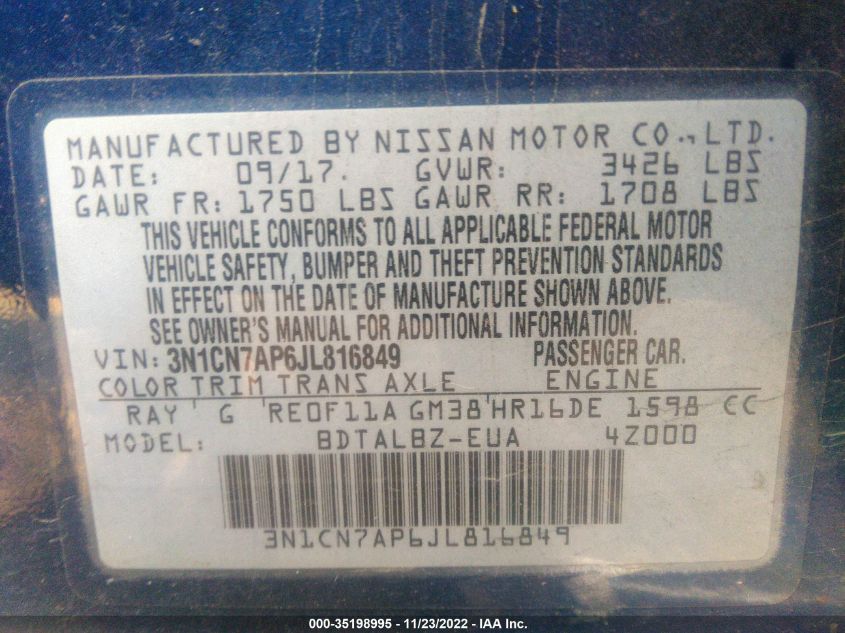 MANUFACTURED BY NISSAN MOTOR CO., LTD.
DATE: 09/17. GVWR: 3426 LBS
GAWR FR: 1750 LBS GAWR RR: 1708 LBS
THIS VEHICLE CONFORMS TO ALL APPLICABLE FEDERAL MOTOR
VEHICLE SAFETY, BUMPER AND THEFT PREVENTION STANDARDS
IN EFFECT ON THE DATE OF MANUFACTURE SHOWN ABOVE.
SEE OWNER'S MANUAL FOR ADDITIONAL INFORMATION.
VIN: 3N1CN7AP6JL816849 PASSENGER CAR.
COLOR TRIM TRANS AXLE ENGINE
RAY G RE0F11A GM38 HR16DE 1598 CC
MODEL: BDTALBZ-EUA 4Z000
3N1CN7AP6JL816849
000-35198995 - 11/23/2022 - IAA Inc.